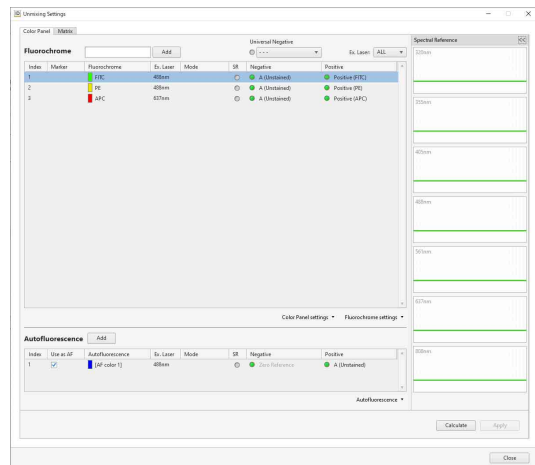 Unmixing Settings
Color Panel Matrix
Fluorochrome Add Universal Negative - - - Ex. Laser ALL
Index Marker Fluorochrome Ex. Laser Mode SR Negative Positive
1 FITC 488nm A (Unstained) Positive (FITC)
2 PE 488nm A (Unstained) Positive (PE)
3 APC 637nm A (Unstained) Positive (APC)
Color Panel settings Fluorochrome settings
Autofluorescence Add
Index Use as AF Autofluorescence Ex. Laser Mode SR Negative Positive
1 [AF color 1] 488nm Zero Reference A (Unstained)
Autofluorescence
Calculate Apply
Spectral Reference <<
320nm
355nm
405nm
488nm
561nm
637nm
808nm
Close